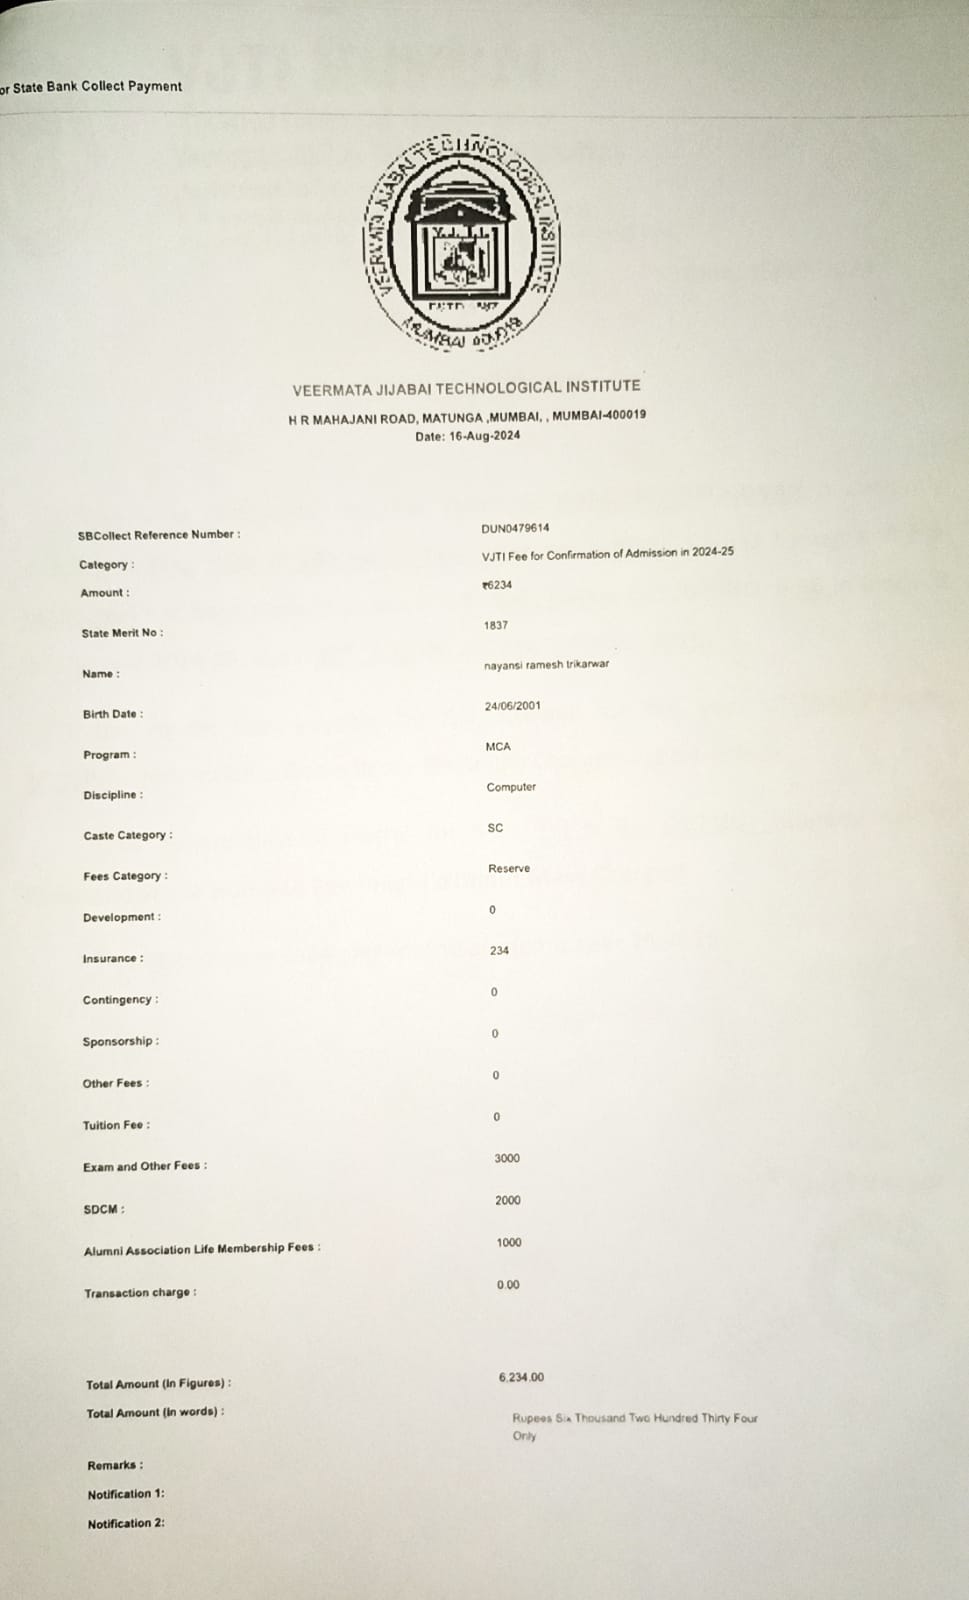 or State Bank Collect Payment
VEERMATA JIJABAI TECHNOLOGICAL INSTITUTE
MUMBAI 400019
VEERMATA JIJABAI TECHNOLOGICAL INSTITUTE
H R MAHAJANI ROAD, MATUNGA ,MUMBAI, , MUMBAI-400019
Date: 16-Aug-2024
SBCollect Reference Number : DUN0479614
Category : VJTI Fee for Confirmation of Admission in 2024-25
Amount : ₹6234
State Merit No : 1837
Name : nayansi ramesh trikarwar
Birth Date : 24/06/2001
Program : MCA
Discipline : Computer
Caste Category : SC
Fees Category : Reserve
Development : 0
Insurance : 234
Contingency : 0
Sponsorship : 0
Other Fees : 0
Tuition Fee : 0
Exam and Other Fees : 3000
SDCM : 2000
Alumni Association Life Membership Fees : 1000
Transaction charge : 0.00
Total Amount (In Figures) : 6,234.00
Total Amount (In words) : Rupees Six Thousand Two Hundred Thirty Four
Only
Remarks :
Notification 1:
Notification 2: